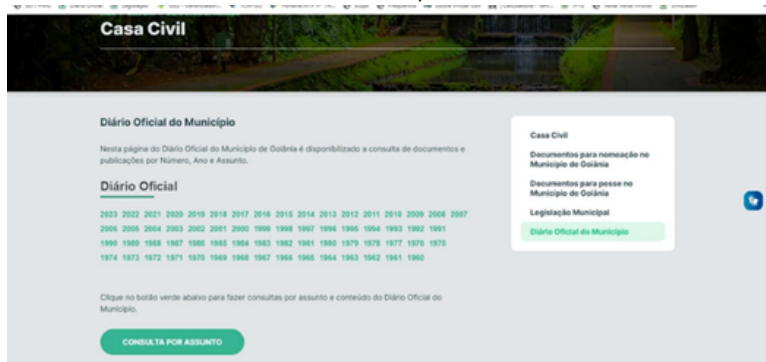 Casa Civil
Diário Oficial do Município
Nesta página do Diário Oficial do Município de Goiânia é disponibilizado a consulta de documentos e
publicações por Número, Ano e Assunto.
Diário Oficial
2023 2022 2021 2020 2019 2018 2017 2016 2015 2014 2013 2012 2011 2010 2009 2008 2007
2006 2005 2004 2003 2002 2001 2000 1999 1998 1997 1996 1995 1994 1993 1992 1991
1990 1989 1988 1987 1986 1985 1984 1983 1982 1981 1980 1979 1978 1977 1976 1975
1974 1973 1972 1971 1970 1969 1968 1967 1966 1965 1964 1963 1962 1961 1960
Clique no botão verde abaixo para fazer consultas por assunto e conteúdo do Diário Oficial do
Município.
CONSULTA POR ASSUNTO
Casa Civil
Documentos para nomeação no
Município de Goiânia
Documentos para posse no
Município de Goiânia
Legislação Municipal
Diário Oficial do Município